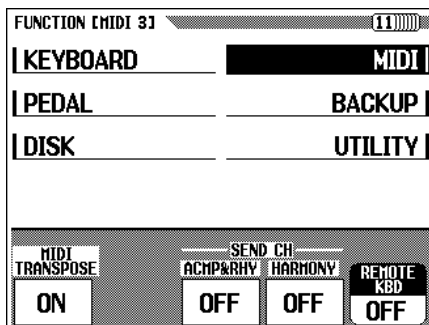 FUNCTION [MIDI 3] 11
KEYBOARD MIDI
PEDAL BACKUP
DISK UTILITY
MIDI TRANSPOSE
ON
SEND CH
ACMP&RHY HARMONY
OFF OFF
REMOTE KBD
OFF